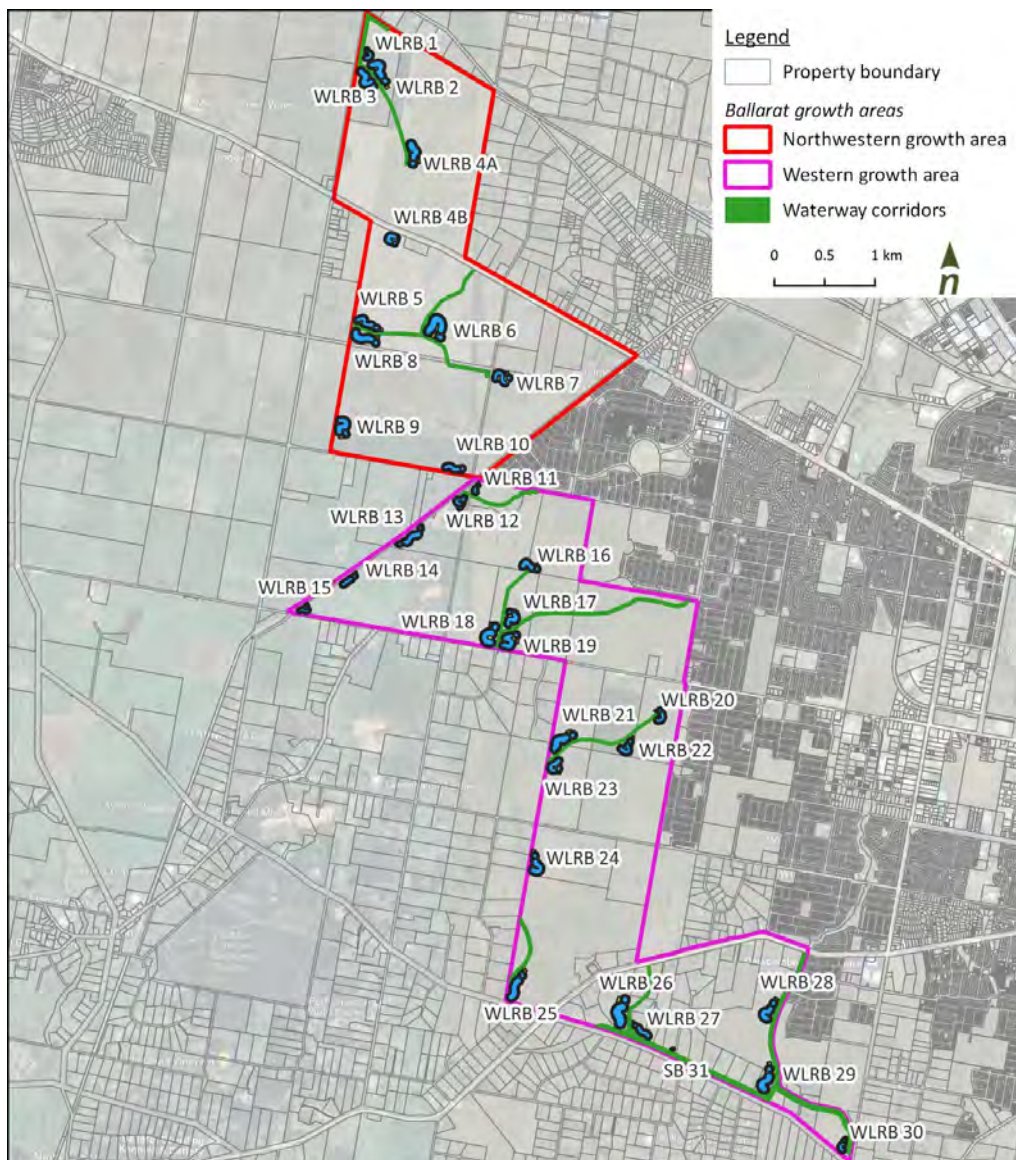 Legend
Property boundary
Ballarat growth areas
Northwestern growth area
Western growth area
Waterway corridors
0 0.5 1 km
n
WLRB 1
WLRB 2
WLRB 3
WLRB 4A
WLRB 4B
WLRB 5
WLRB 6
WLRB 8
WLRB 7
WLRB 9
WLRB 10
WLRB 11
WLRB 12
WLRB 13
WLRB 14
WLRB 15
WLRB 16
WLRB 17
WLRB 18
WLRB 19
WLRB 20
WLRB 21
WLRB 22
WLRB 23
WLRB 24
WLRB 25
WLRB 26
WLRB 27
WLRB 28
SB 31
WLRB 29
WLRB 30